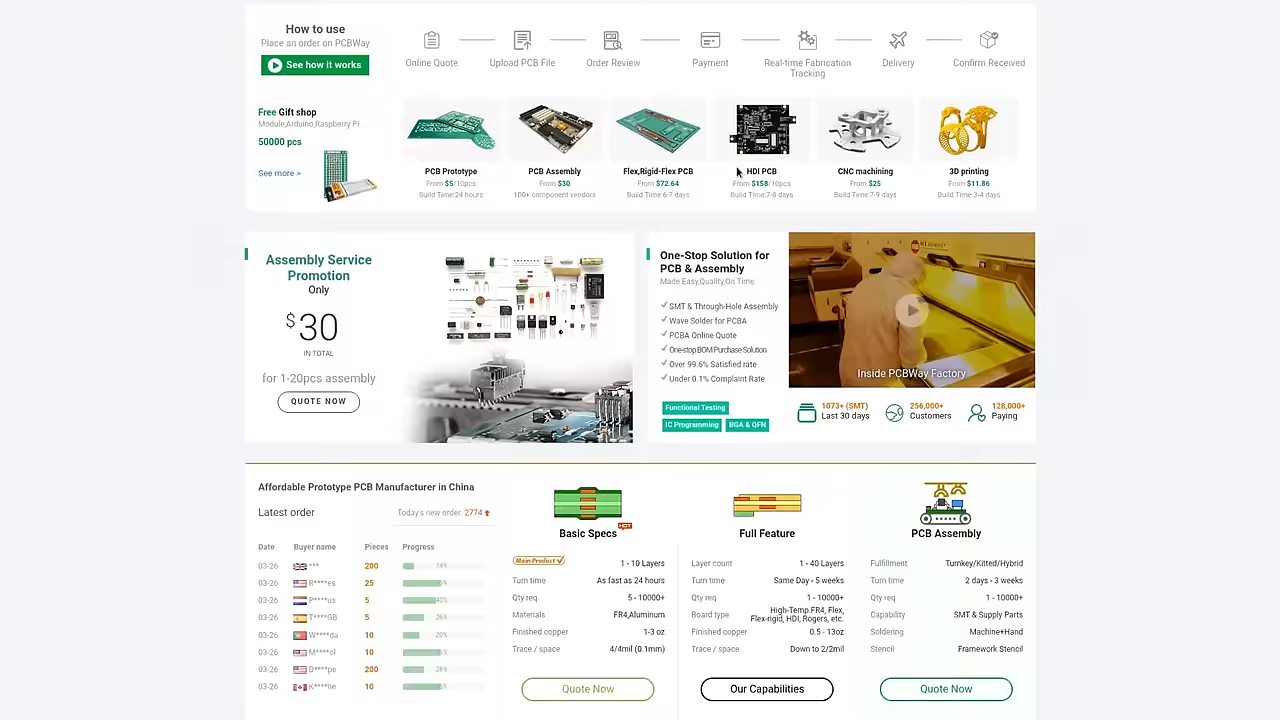 How to use
Place an order on PCBWay
See how it works
Online Quote
Upload PCB File
Order Review
Payment
Real-time Fabrication
Tracking
Delivery
Confirm Received
Free Gift shop
Module,Arduino,Raspberry Pi
50000 pcs
See more >
PCB Prototype
From $5/10pcs
Build Time:24 hours
PCB Assembly
From $30
100+ component vendors
Flex,Rigid-Flex PCB
From $72.64
Build Time 6-7 days
HDI PCB
From $158/10pcs
Build Time:7-8 days
CNC machining
From $25
Build Time:7-9 days
3D printing
From $11.86
Build Time:3-4 days
Assembly Service
Promotion
Only
$30
IN TOTAL
for 1-20pcs assembly
QUOTE NOW
One-Stop Solution for
PCB & Assembly
Made Easy,Quality,On Time
SMT & Through-Hole Assembly
Wave Solder for PCBA
PCBA Online Quote
One-stop BOM Purchase Solution
Over 99.6% Satisfied rate
Under 0.1% Complaint Rate
Functional Testing
IC Programming
BGA & QFN
Inside PCBWay Factory
1073+ (SMT)
Last 30 days
256,000+
Customers
128,000+
Paying
Affordable Prototype PCB Manufacturer in China
Latest order
Today's new order 2774
Date Buyer name Pieces Progress
03-26 *** 200 14%
03-26 R****es 25
03-26 P****us 5 40%
03-26 T****GB 5 26%
03-26 W****da 10 20%
03-26 M****cl 10
03-26 D****pe 200
03-26 K****he 10
HOT
Basic Specs
Main Product
1 - 10 Layers
Turn time As fast as 24 hours
Qty req. 5 - 10000+
Materials FR4,Aluminum
Finished copper 1-3 oz
Trace / space 4/4mil (0.1mm)
Quote Now
Full Feature
Layer count 1 - 40 Layers
Turn time Same Day - 5 weeks
Qty req 1 - 10000+
Board type High-Temp.FR4, Flex,
Flex-rigid, HDI, Rogers, etc.
Finished copper 0.5 - 13oz
Trace / space Down to 2/2mil
Our Capabilities
PCB Assembly
Fulfillment Turnkey/Kitted/Hybrid
Turn time 2 days - 3 weeks
Qty req 1 - 10000+
Capability SMT & Supply Parts
Soldering Machine+Hand
Stencil Framework Stencil
Quote Now